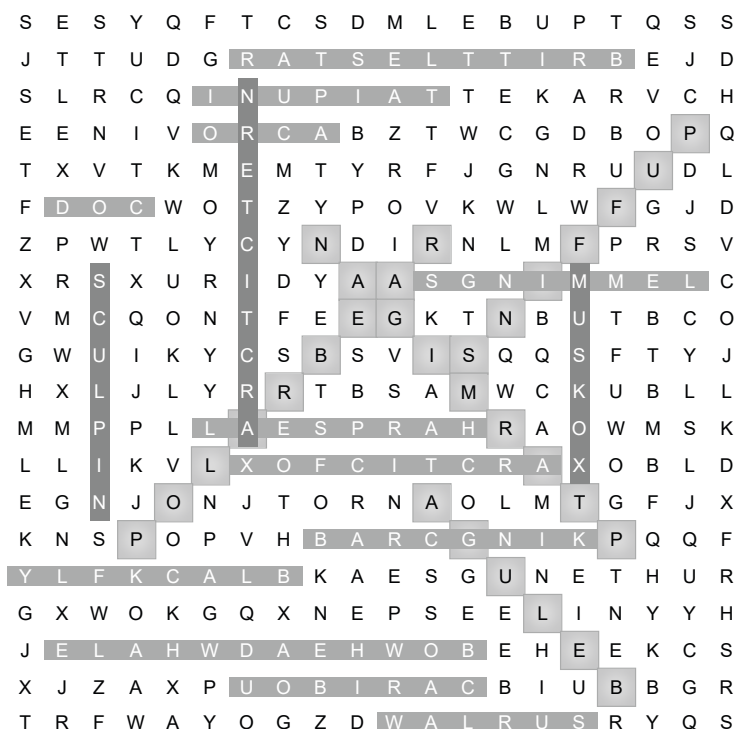 S E S Y Q F T C S D M L E B U P T Q S S
J T T U D G R A T S E L T T I R B E J D
S L R C Q I N U P I A T T E K A R V C H
E E N I V O R C A B Z T W C G D B O P Q
T X V T K M E M T Y R F J G N R U U D L
F D O C W O T Z Y P O V K W L W F G J D
Z P W T L Y C Y N D I R N L M F P R S V
X R S X U R I D Y A A S G N I M M E L C
V M C Q O N T F E E G K T N B U T B C O
G W U I K Y C S B S V I S Q Q S F T Y J
H X L J L Y R R T B S A M W C K U B L L
M M P P L L A E S P R A H R A O W M S K
L L I K V L X O F C I T C R A X O B L D
E G N J O N J T O R N A O L M T G F J X
K N S P O P V H B A R C G N I K P Q Q F
Y L F K C A L B K A E S G U N E T H U R
G X W O K G Q X N E P S E E L I N Y Y H
J E L A H W D A E H W O B E H E E K C S
X J Z A X P U O B I R A C B I U B B G R
T R F W A Y O G Z D W A L R U S R Y Q S